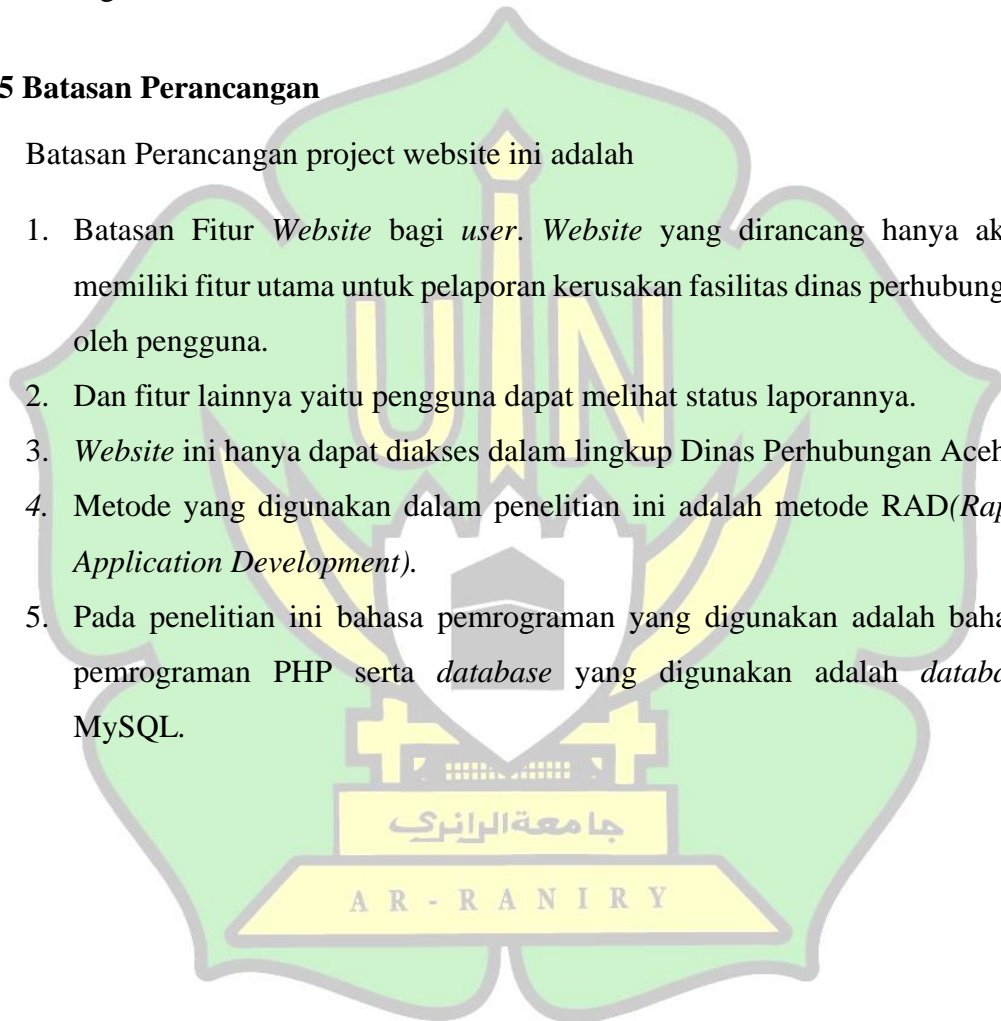 5 Batasan Perancangan
Batasan Perancangan project website ini adalah
1. Batasan Fitur Website bagi user. Website yang dirancang hanya ak
memiliki fitur utama untuk pelaporan kerusakan fasilitas dinas perhubung
oleh pengguna.
2. Dan fitur lainnya yaitu pengguna dapat melihat status laporannya.
3. Website ini hanya dapat diakses dalam lingkup Dinas Perhubungan Aceh
4. Metode yang digunakan dalam penelitian ini adalah metode RAD(Rap
Application Development).
5. Pada penelitian ini bahasa pemrograman yang digunakan adalah baha
pemrograman PHP serta database yang digunakan adalah databa
MySQL.
UIN
جامعةالرانري
AR-RANIRY